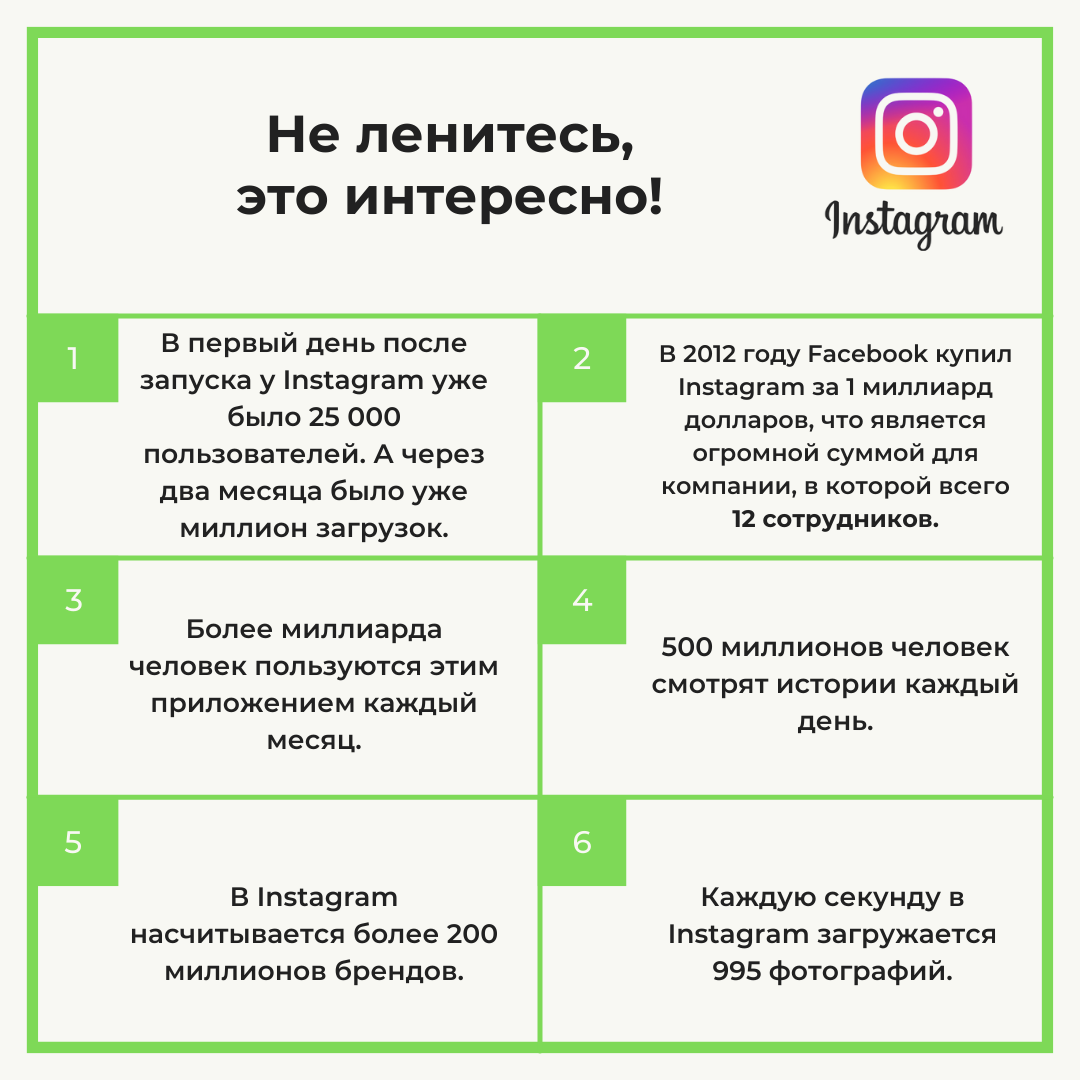 Не ленитесь,
это интересно!
Instagram
1
В первый день после
запуска у Instagram уже
было 25 000
пользователей. А через
два месяца было уже
миллион загрузок.
2
В 2012 году Facebook купил
Instagram за 1 миллиард
долларов, что является
огромной суммой для
компании, в которой всего
12 сотрудников.
3
Более миллиарда
человек пользуются этим
приложением каждый
месяц.
4
500 миллионов человек
смотрят истории каждый
день.
5
В Instagram
насчитывается более 200
миллионов брендов.
6
Каждую секунду в
Instagram загружается
995 фотографий.